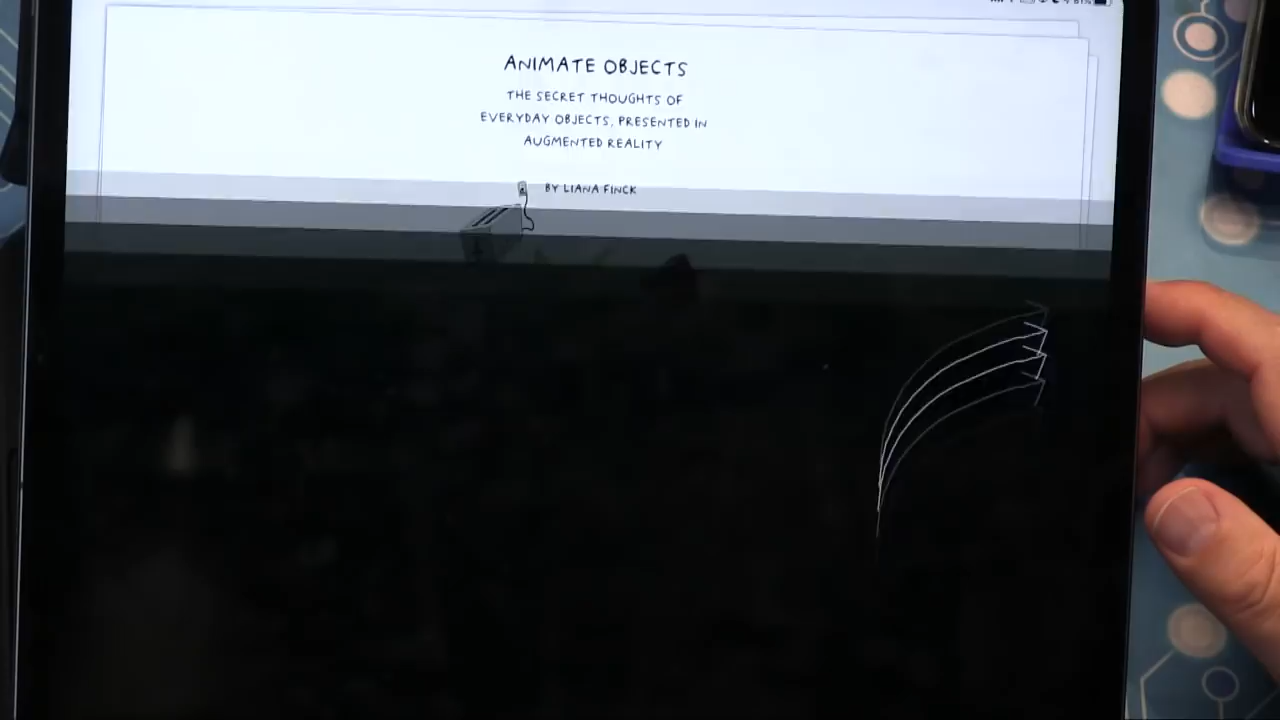 ANIMATE OBJECTS
THE SECRET THOUGHTS OF
EVERYDAY OBJECTS, PRESENTED IN
AUGMENTED REALITY
BY LIANA FINCK